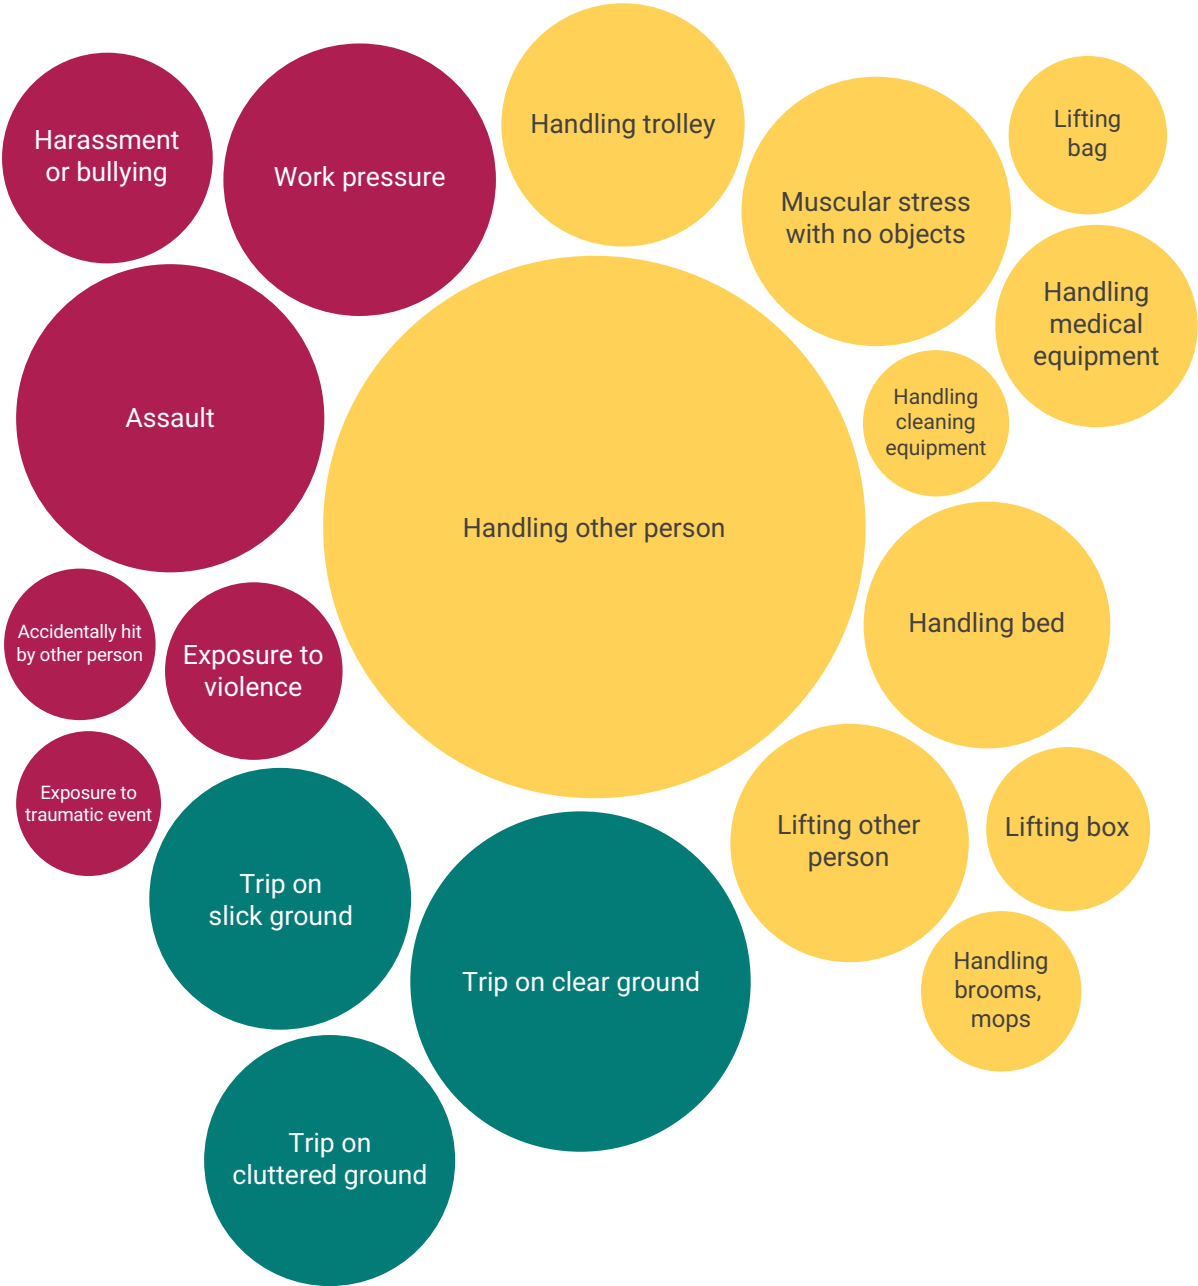 Harassment
or bullying
Work pressure
Handling trolley
Muscular stress
with no objects
Lifting
bag
Handling
medical
equipment
Assault
Handling other person
Handling
cleaning
equipment
Accidentally hit
by other person
Exposure to
violence
Handling bed
Exposure to
traumatic event
Trip on
slick ground
Trip on clear ground
Lifting other
person
Lifting box
Handling
brooms,
mops
Trip on
cluttered ground